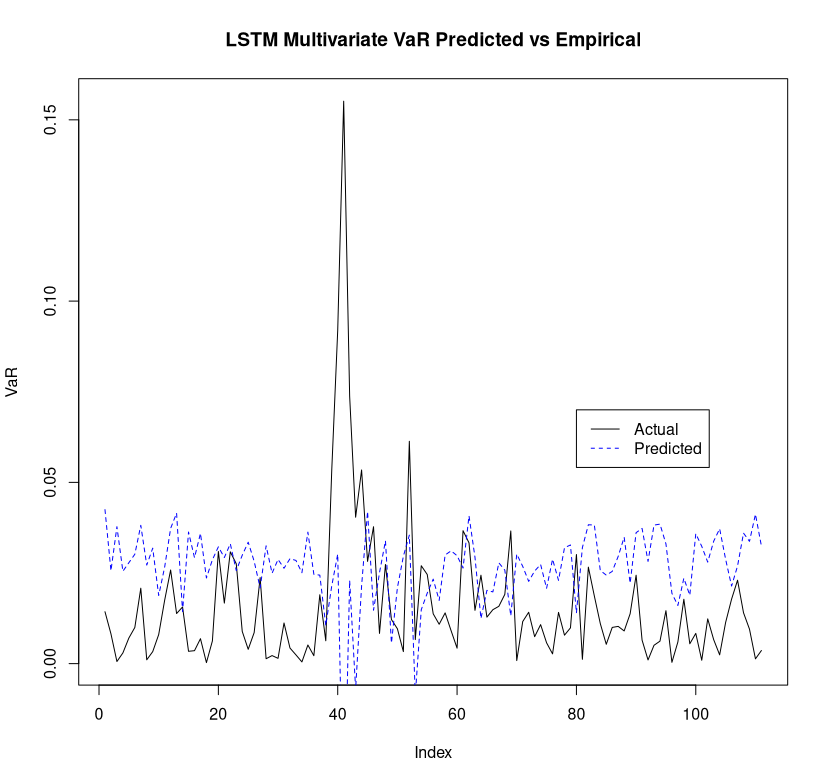 LSTM Multivariate VaR Predicted vs Empirical
VaR
0.15
0.10
0.05
0.00
Actual
Predicted
0 20 40 60 80 100
Index